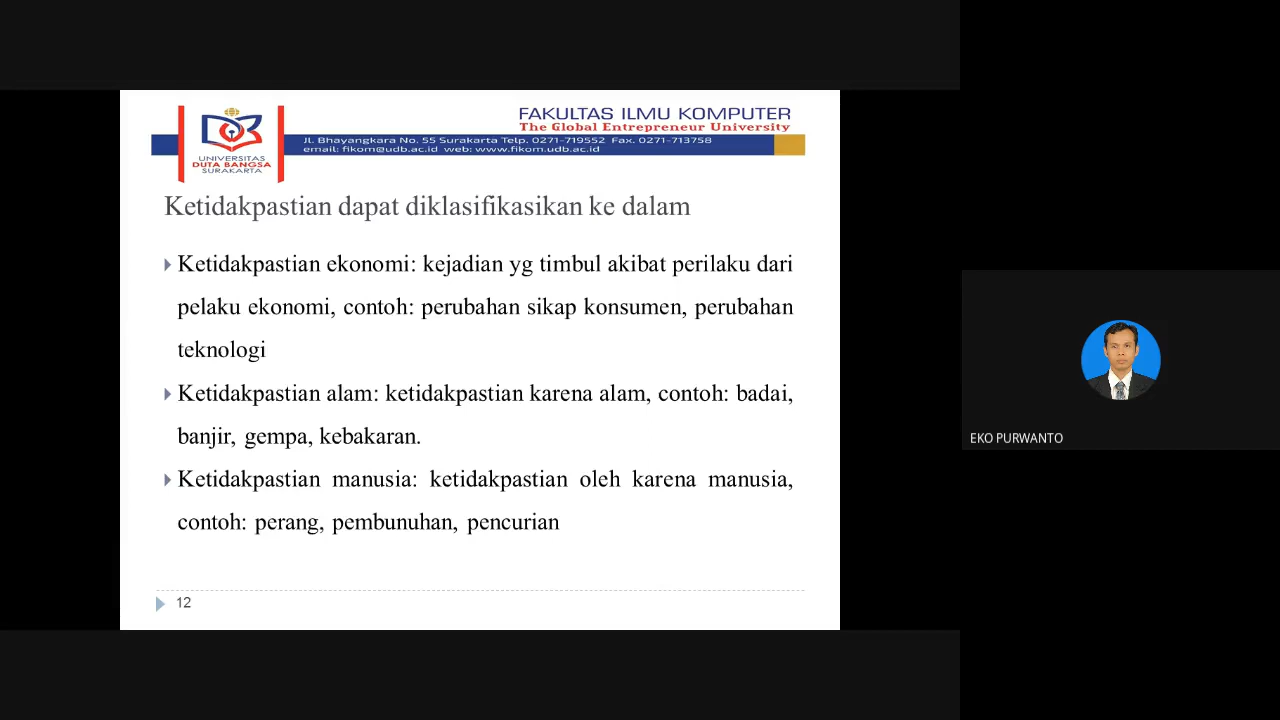 FAKULTAS ILMU KOMPUTER
The Global Entrepreneur University
Jl. Bhayangkara No. 55 Surakarta Telp. 0271-719552 Fax. 0271-713758
email: fikom@udb.ac.id web: www.fikom.udb.ac.id
UNIVERSITAS
DUTA BANGSA
SURAKARTA
Ketidakpastian dapat diklasifikasikan ke dalam
Ketidakpastian ekonomi: kejadian yg timbul akibat perilaku dari
pelaku ekonomi, contoh: perubahan sikap konsumen, perubahan
teknologi
Ketidakpastian alam: ketidakpastian karena alam, contoh: badai,
banjir, gempa, kebakaran.
Ketidakpastian manusia: ketidakpastian oleh karena manusia,
contoh: perang, pembunuhan, pencurian
12
EKO PURWANTO